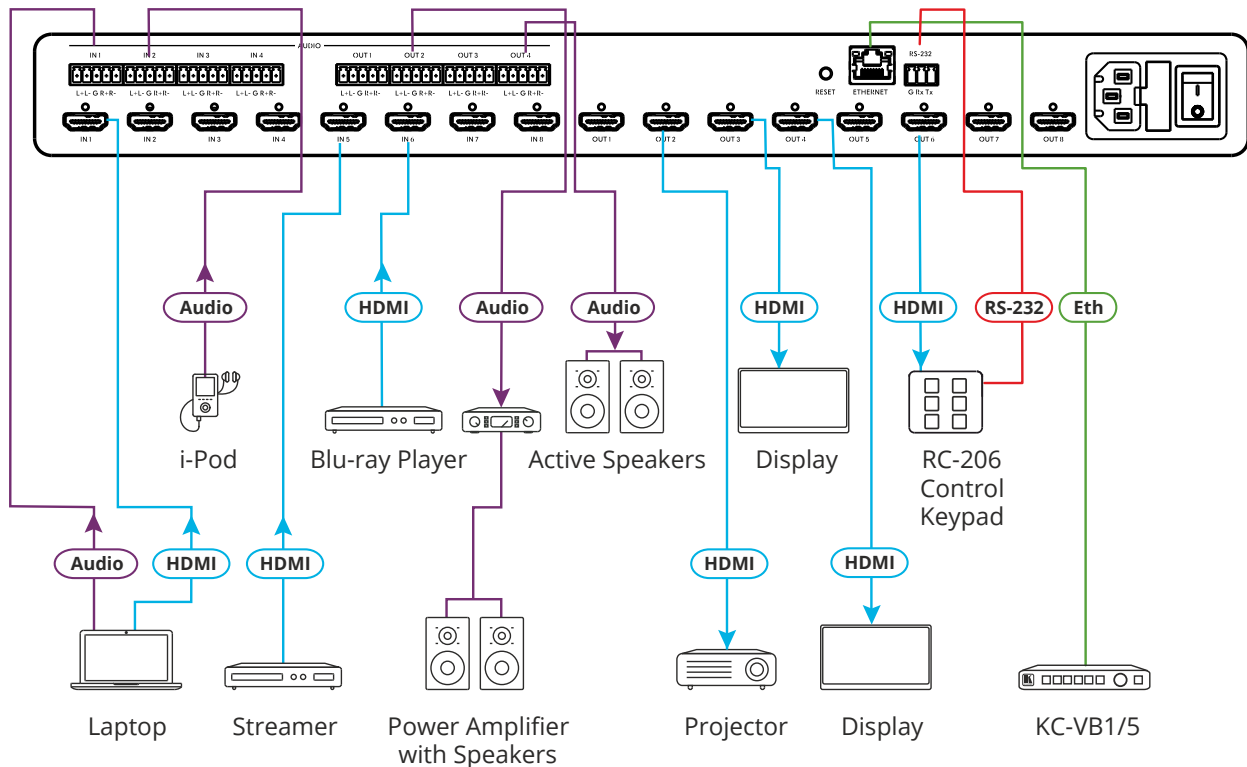 AUDIO
IN 1 IN 2 IN 3 IN 4 OUT 1 OUT 2 OUT 3 OUT 4
L+L- G R+R- L+L- G R+R- L+L- G R+R- L+L- G R+R- L+L- G R+R- L+L- G R+R- L+L- G R+R- L+L- G R+R-
RESET ETHERNET RS-232
G Rx Tx
IN 1 IN 2 IN 3 IN 4 IN 5 IN 6 IN 7 IN 8 OUT 1 OUT 2 OUT 3 OUT 4 OUT 5 OUT 6 OUT 7 OUT 8
Audio HDMI Audio Audio HDMI HDMI RS-232 Eth
i-Pod
Blu-ray Player
Active Speakers
Display
RC-206
Control
Keypad
Audio HDMI HDMI HDMI HDMI
Laptop
Streamer
Power Amplifier
with Speakers
Projector
Display
KC-VB1/5